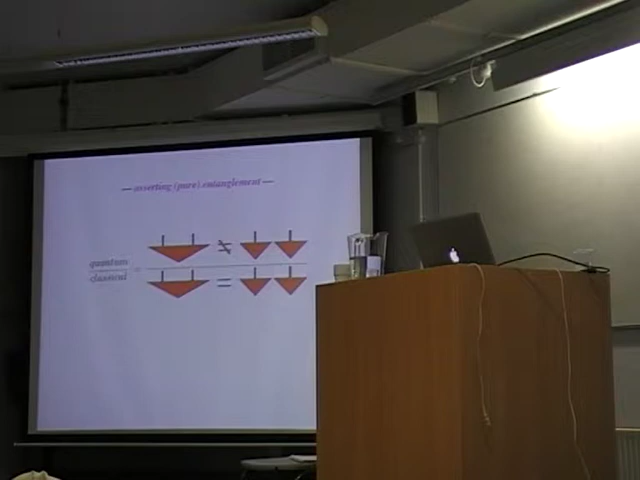 — asserting (pure) entanglement —
quantum
classical
=
≠
=